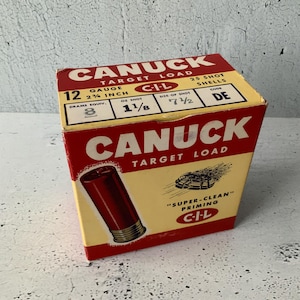 CANUCK
TARGET LOAD
12 GAUGE
2¾ INCH
C-I-L
25 SHOT
SHELLS
DRAMS EQUIV. OZ. SHOT SIZE OF SHOT CODE
3 1⅛ 7½ DE
CANUCK
TARGET LOAD
"SUPER-CLEAN"
PRIMING
C-I-L